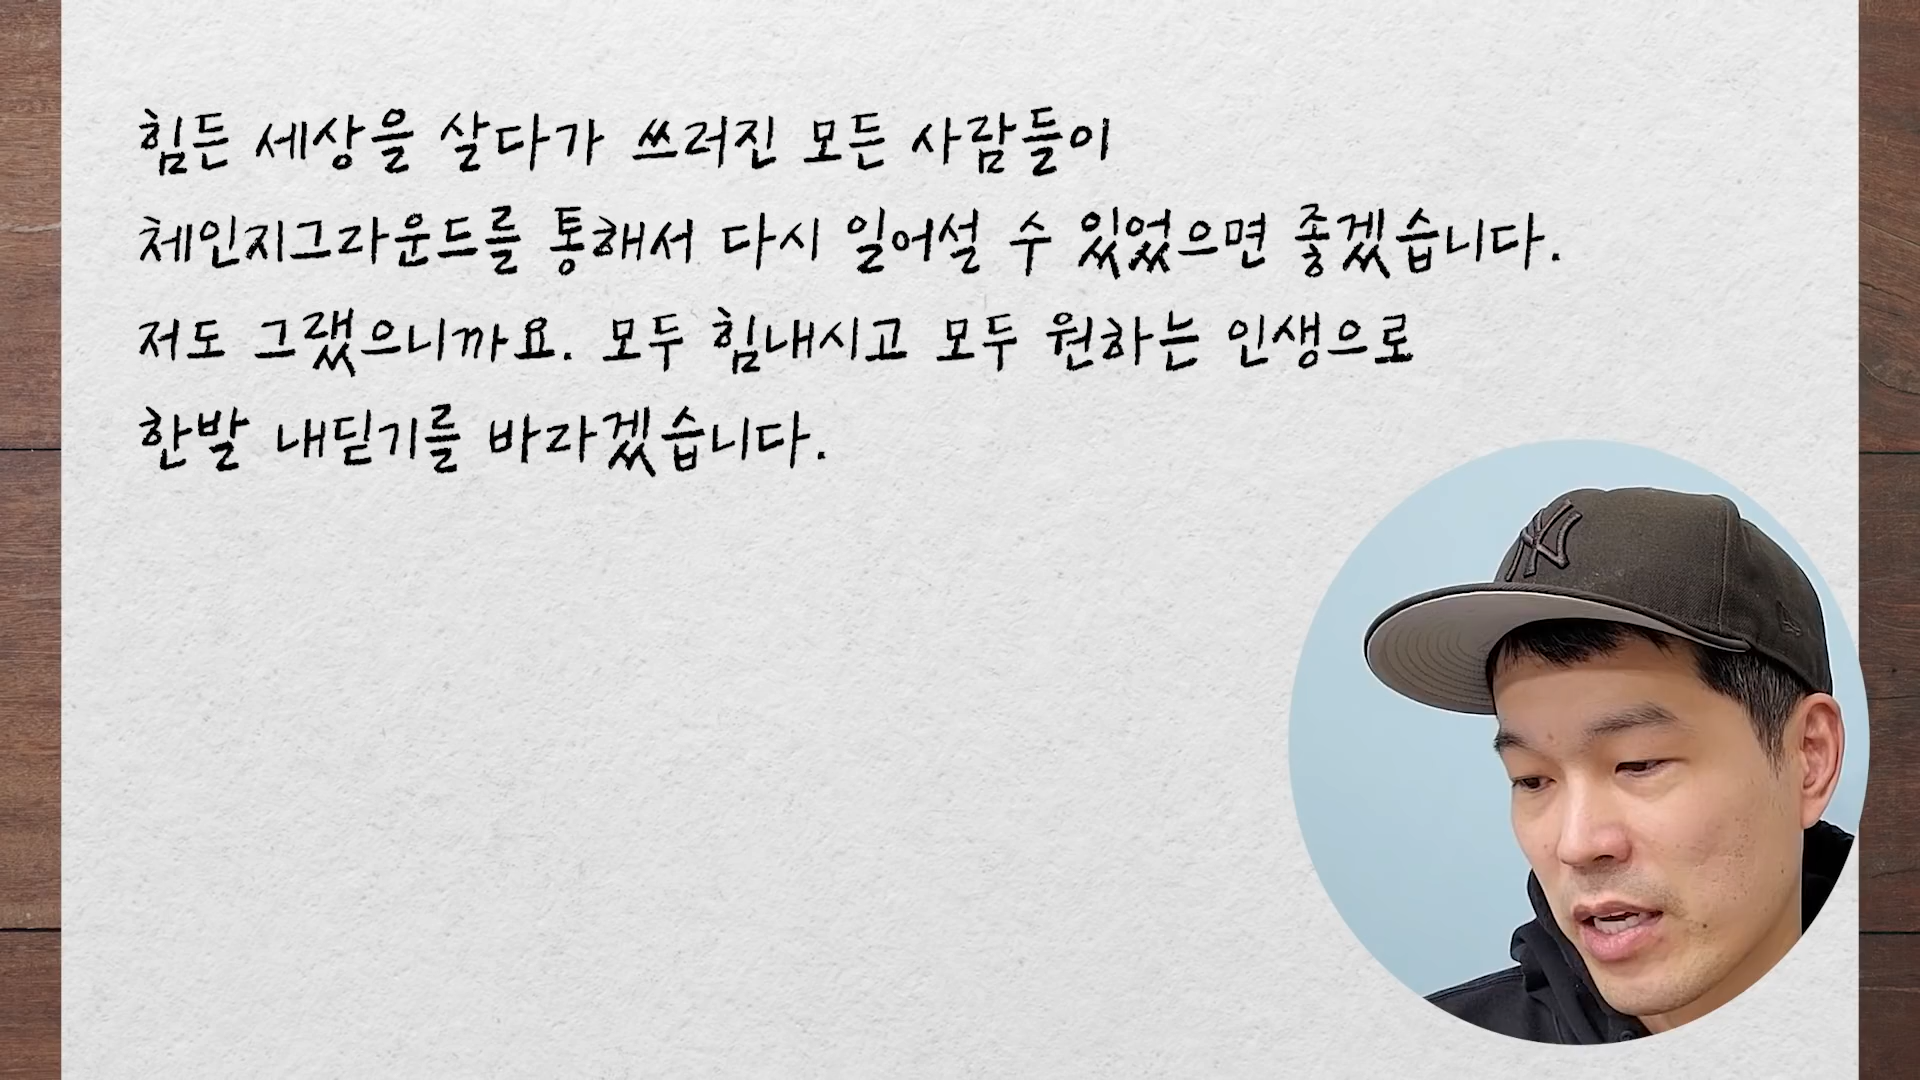 힘든 세상을 살다가 쓰러진 모든 사람들이
체인지그라운드를 통해서 다시 일어설 수 있었으면 좋겠습니다.
저도 그랬으니까요. 모두 힘내시고 모두 원하는 인생으로
한발 내딛기를 바라겠습니다.
NY